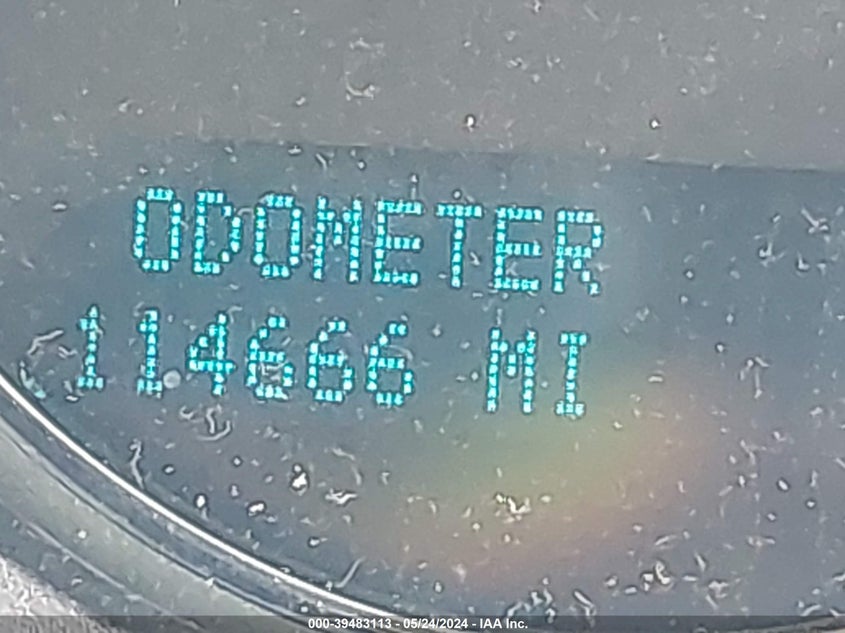 ODOMETER
114666 MI
000-39483113 - 05/24/2024 - IAA Inc.